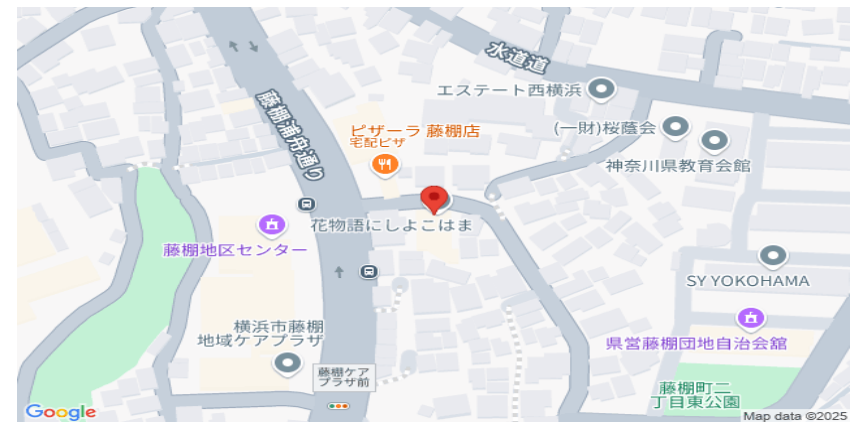 水道道
エステート西横浜
藤棚浦舟通り
ピザーラ 藤棚店
宅配ピザ
(一財)桜蔭会
神奈川県教育会館
花物語にしよこはま
藤棚地区センター
SY YOKOHAMA
横浜市藤棚
地域ケアプラザ
県営藤棚団地自治会館
藤棚ケア
プラザ前
藤棚町二
丁目東公園
Google
Map data ©2025